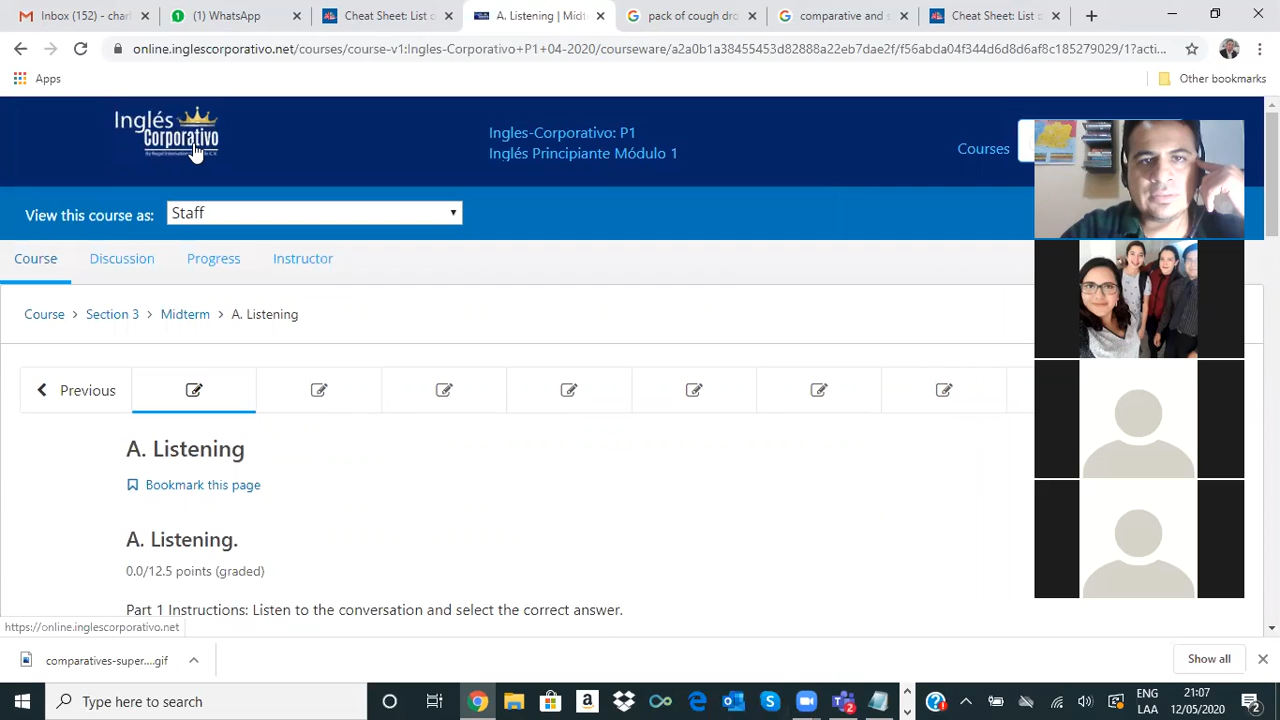 Inbox (152) - charl
(1) WhatsApp
Cheat Sheet: List c
A. Listening | Midt
pack of cough dro
comparative and s
Cheat Sheet: List c
online.inglescorporativo.net/courses/course-v1:Ingles-Corporativo+P1+04-2020/courseware/a2a0b1a38455453d82888a22eb7dae2f/f56abda04f344d6d8d6af8c185279029/1?acti...
Apps
Other bookmarks
Inglés
Corporativo
Ingles-Corporativo: P1
Inglés Principiante Módulo 1
Courses
View this course as:
Staff
Course
Discussion
Progress
Instructor
Course > Section 3 > Midterm > A. Listening
Previous
A. Listening
Bookmark this page
A. Listening.
0.0/12.5 points (graded)
Part 1 Instructions: Listen to the conversation and select the correct answer.
https://online.inglescorporativo.net
comparatives-super....gif
Show all
Type here to search
ENG
LAA
21:07
12/05/2020
2
2